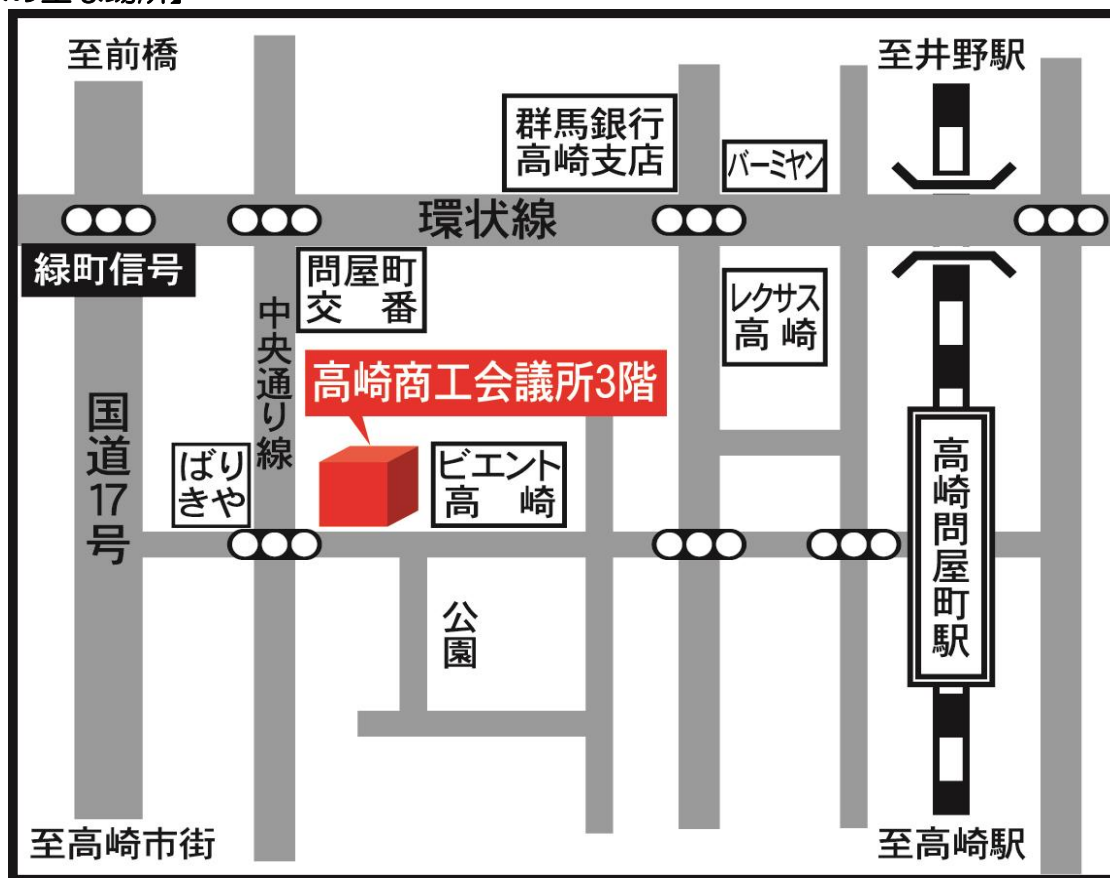 至前橋
至井野駅
群馬銀行
高崎支店
バーミヤン
環状線
緑町信号
問屋町
交番
レクサス
高崎
中央通り線
高崎商工会議所3階
国道17号
ばり
きや
ビエント
高崎
高崎問屋町駅
公園
至高崎市街
至高崎駅